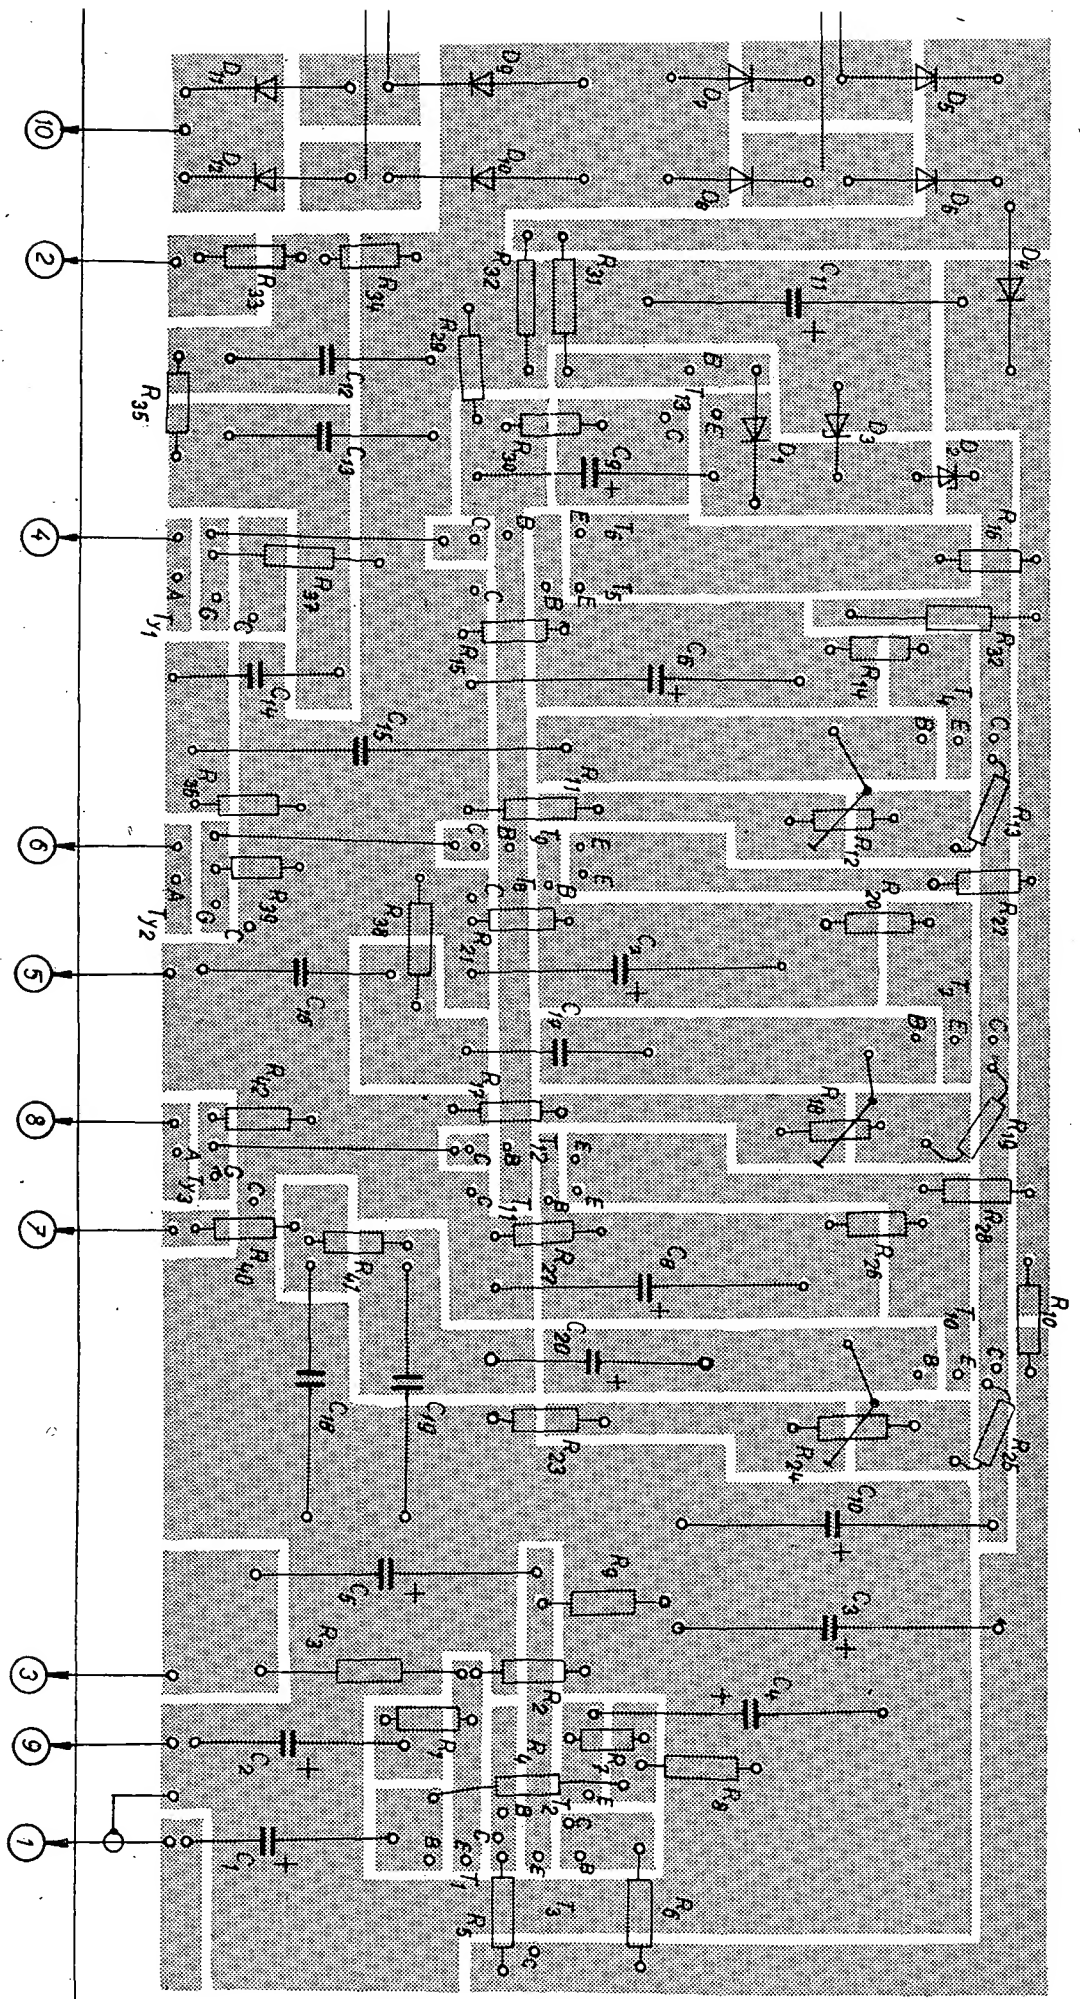 D11
D9
D7
D5
10
D12
D10
D8
D6
2
R33
R34
R32
R31
C11
D4
R35
C12
R29
B
T13
E
C
D1
D3
D2
C13
R30
C9
+
+
4
R37
C
B
E
T6
R16
A
G
C
Ty1
C
B
E
T5
R15
R32
R14
C14
C6
+
T4
B
E
C
C15
R36
R11
R12
R13
6
C
B
T9
E
A
G
C
R39
Ty2
R38
C
T8
B
E
R21
R20
R22
5
C16
C7
+
T7
B
E
C
C17
R42
R17
R18
R19
8
A
G
C
Ty3
C
B
T12
E
C
T11
B
E
7
R40
R41
R27
R26
R28
R10
C8
+
C20
+
T10
B
E
C
C18
C19
R23
R24
R25
C10
+
C5
+
R9
C3
+
3
R3
R2
C4
+
9
C2
+
R1
R4
R7
R8
E
B
T2
C
1
C1
+
B
E
C
T1
E
B
R5
T3
R6
C